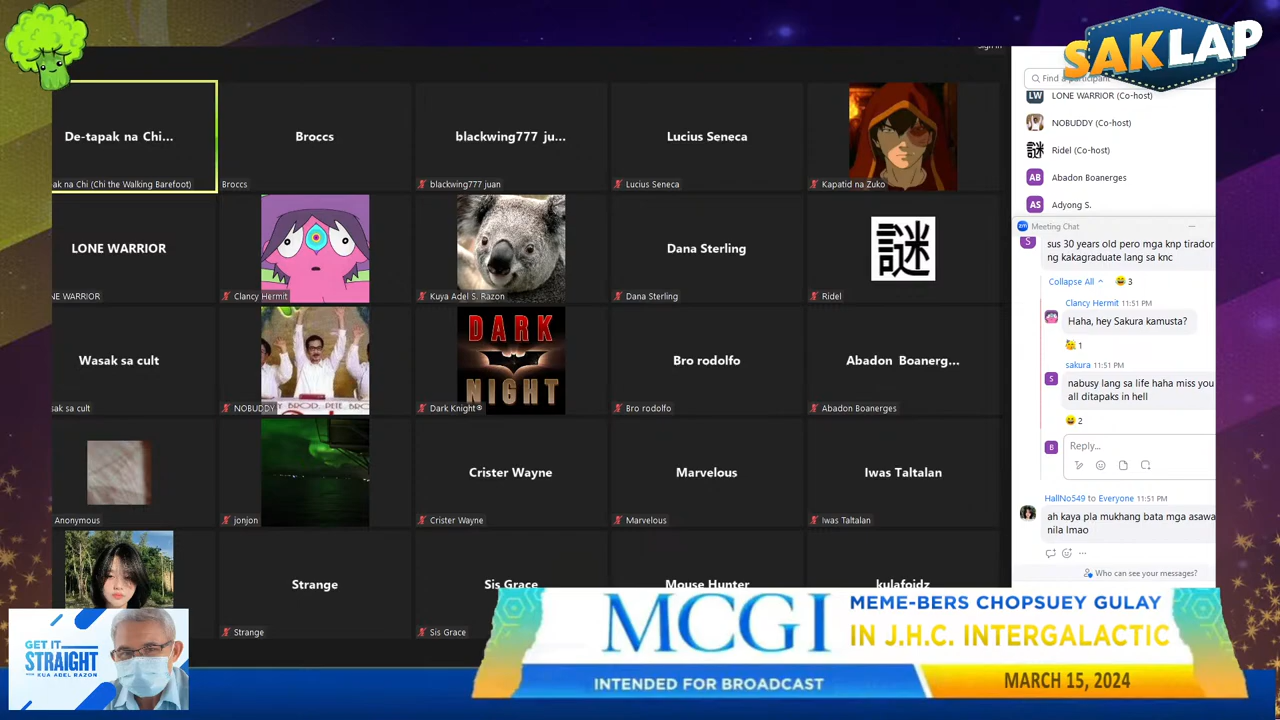 SAKLAP
Sign in
Find a participant
LW LONE WARRIOR (Co-host)
NOBUDDY (Co-host)
謎 Ridel (Co-host)
AB Abadon Boanerges
AS Adyong S.
De-tapak na Chi...
ak na Chi (Chi the Walking Barefoot)
Broccs
Broccs
blackwing777 ju...
blackwing777 juan
Lucius Seneca
Lucius Seneca
Kapatid na Zuko
LONE WARRIOR
NE WARRIOR
Clancy Hermit
Kuya Adel S. Razon
Dana Sterling
Dana Sterling
謎
Ridel
Wasak sa cult
sak sa cult
NOBUDDY
DARK
NIGHT
Dark Knight®
Bro rodolfo
Bro rodolfo
Abadon Boanerg...
Abadon Boanerges
Anonymous
jonjon
Crister Wayne
Crister Wayne
Marvelous
Marvelous
Iwas Taltalan
Iwas Taltalan
Strange
Strange
Sis Grace
Sis Grace
Mouse Hunter
kulafoidz
zm Meeting Chat
S
sus 30 years old pero mga knp tirador
ng kakagraduate lang sa knc
Collapse All 3
Clancy Hermit 11:51 PM
Haha, hey Sakura kamusta?
1
sakura 11:51 PM
S
nabusy lang sa life haha miss you
all ditapaks in hell
2
B
Reply...
HallNo549 to Everyone 11:51 PM
ah kaya pla mukhang bata mga asawa
nila lmao
...
Who can see your messages?
GET IT
STRAIGHT
WITH KUA ADEL RAZON
MCGI
MEME-BERS CHOPSUEY GULAY
IN J.H.C. INTERGALACTIC
INTENDED FOR BROADCAST
MARCH 15, 2024